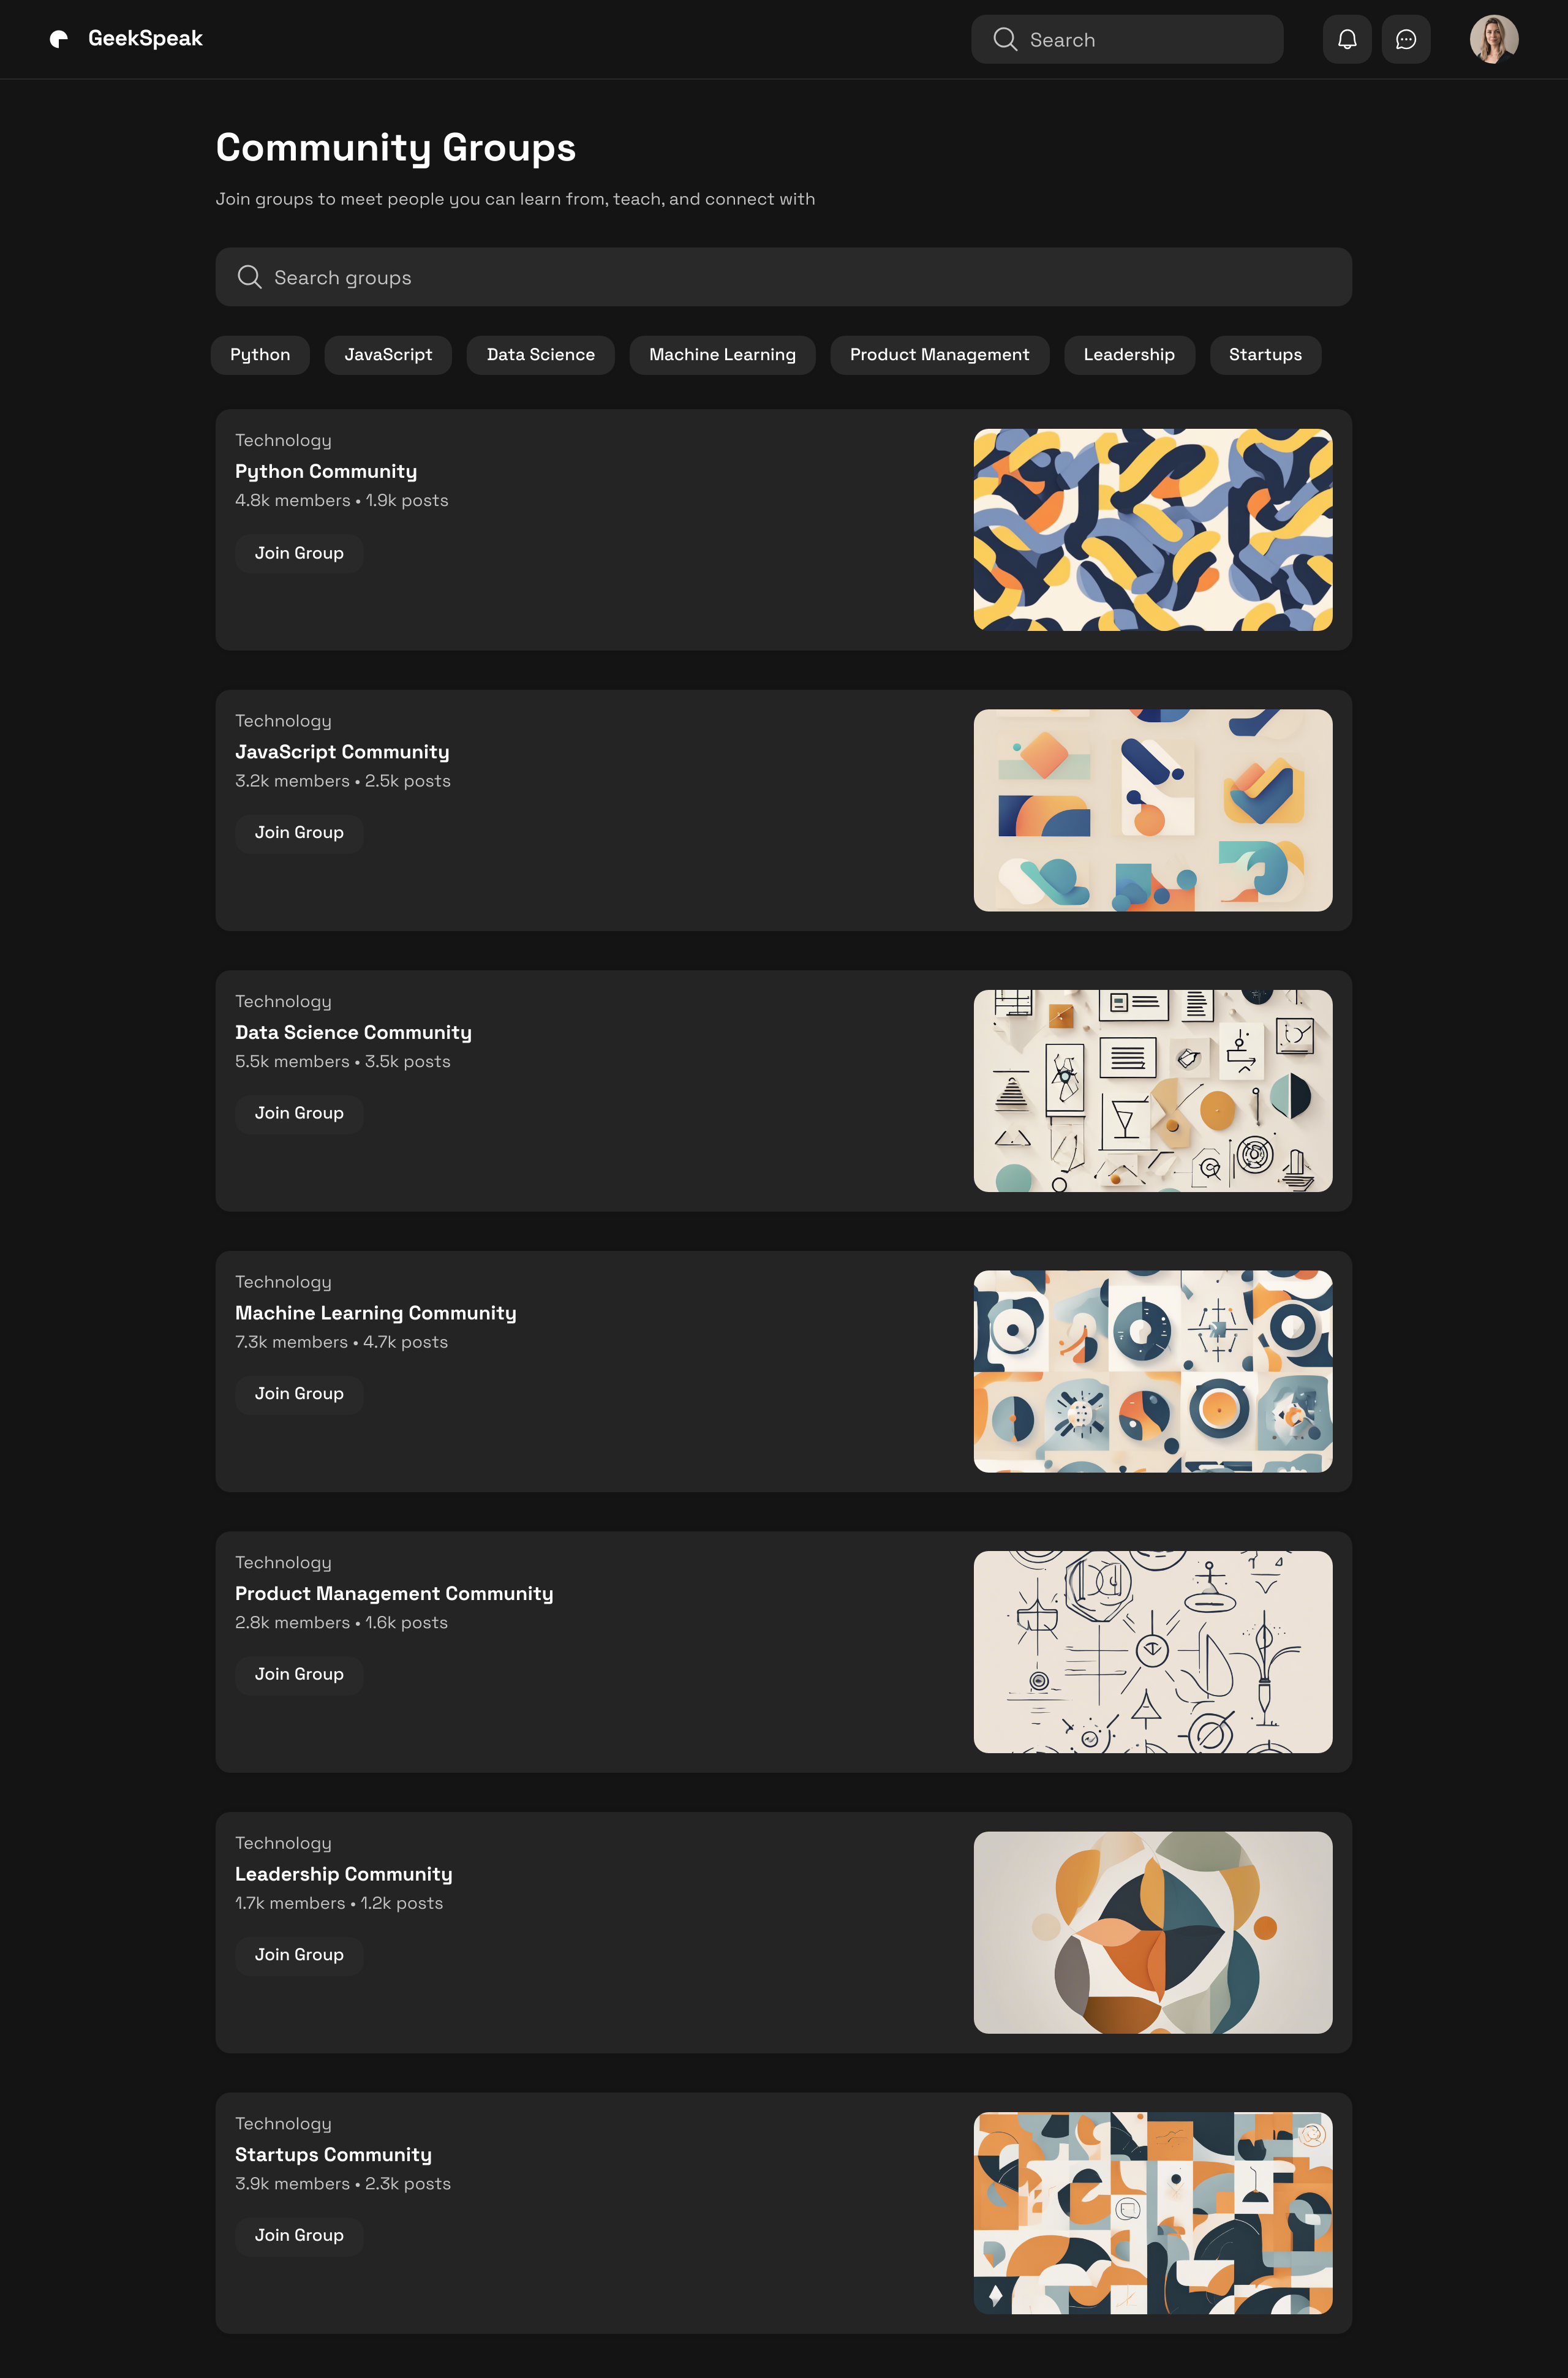 GeekSpeak
Search
Community Groups
Join groups to meet people you can learn from, teach, and connect with
Search groups
Python JavaScript Data Science Machine Learning Product Management Leadership Startups
Technology
Python Community
4.8k members • 1.9k posts
Join Group
Technology
JavaScript Community
3.2k members • 2.5k posts
Join Group
Technology
Data Science Community
5.5k members • 3.5k posts
Join Group
Technology
Machine Learning Community
7.3k members • 4.7k posts
Join Group
Technology
Product Management Community
2.8k members • 1.6k posts
Join Group
Technology
Leadership Community
1.7k members • 1.2k posts
Join Group
Technology
Startups Community
3.9k members • 2.3k posts
Join Group